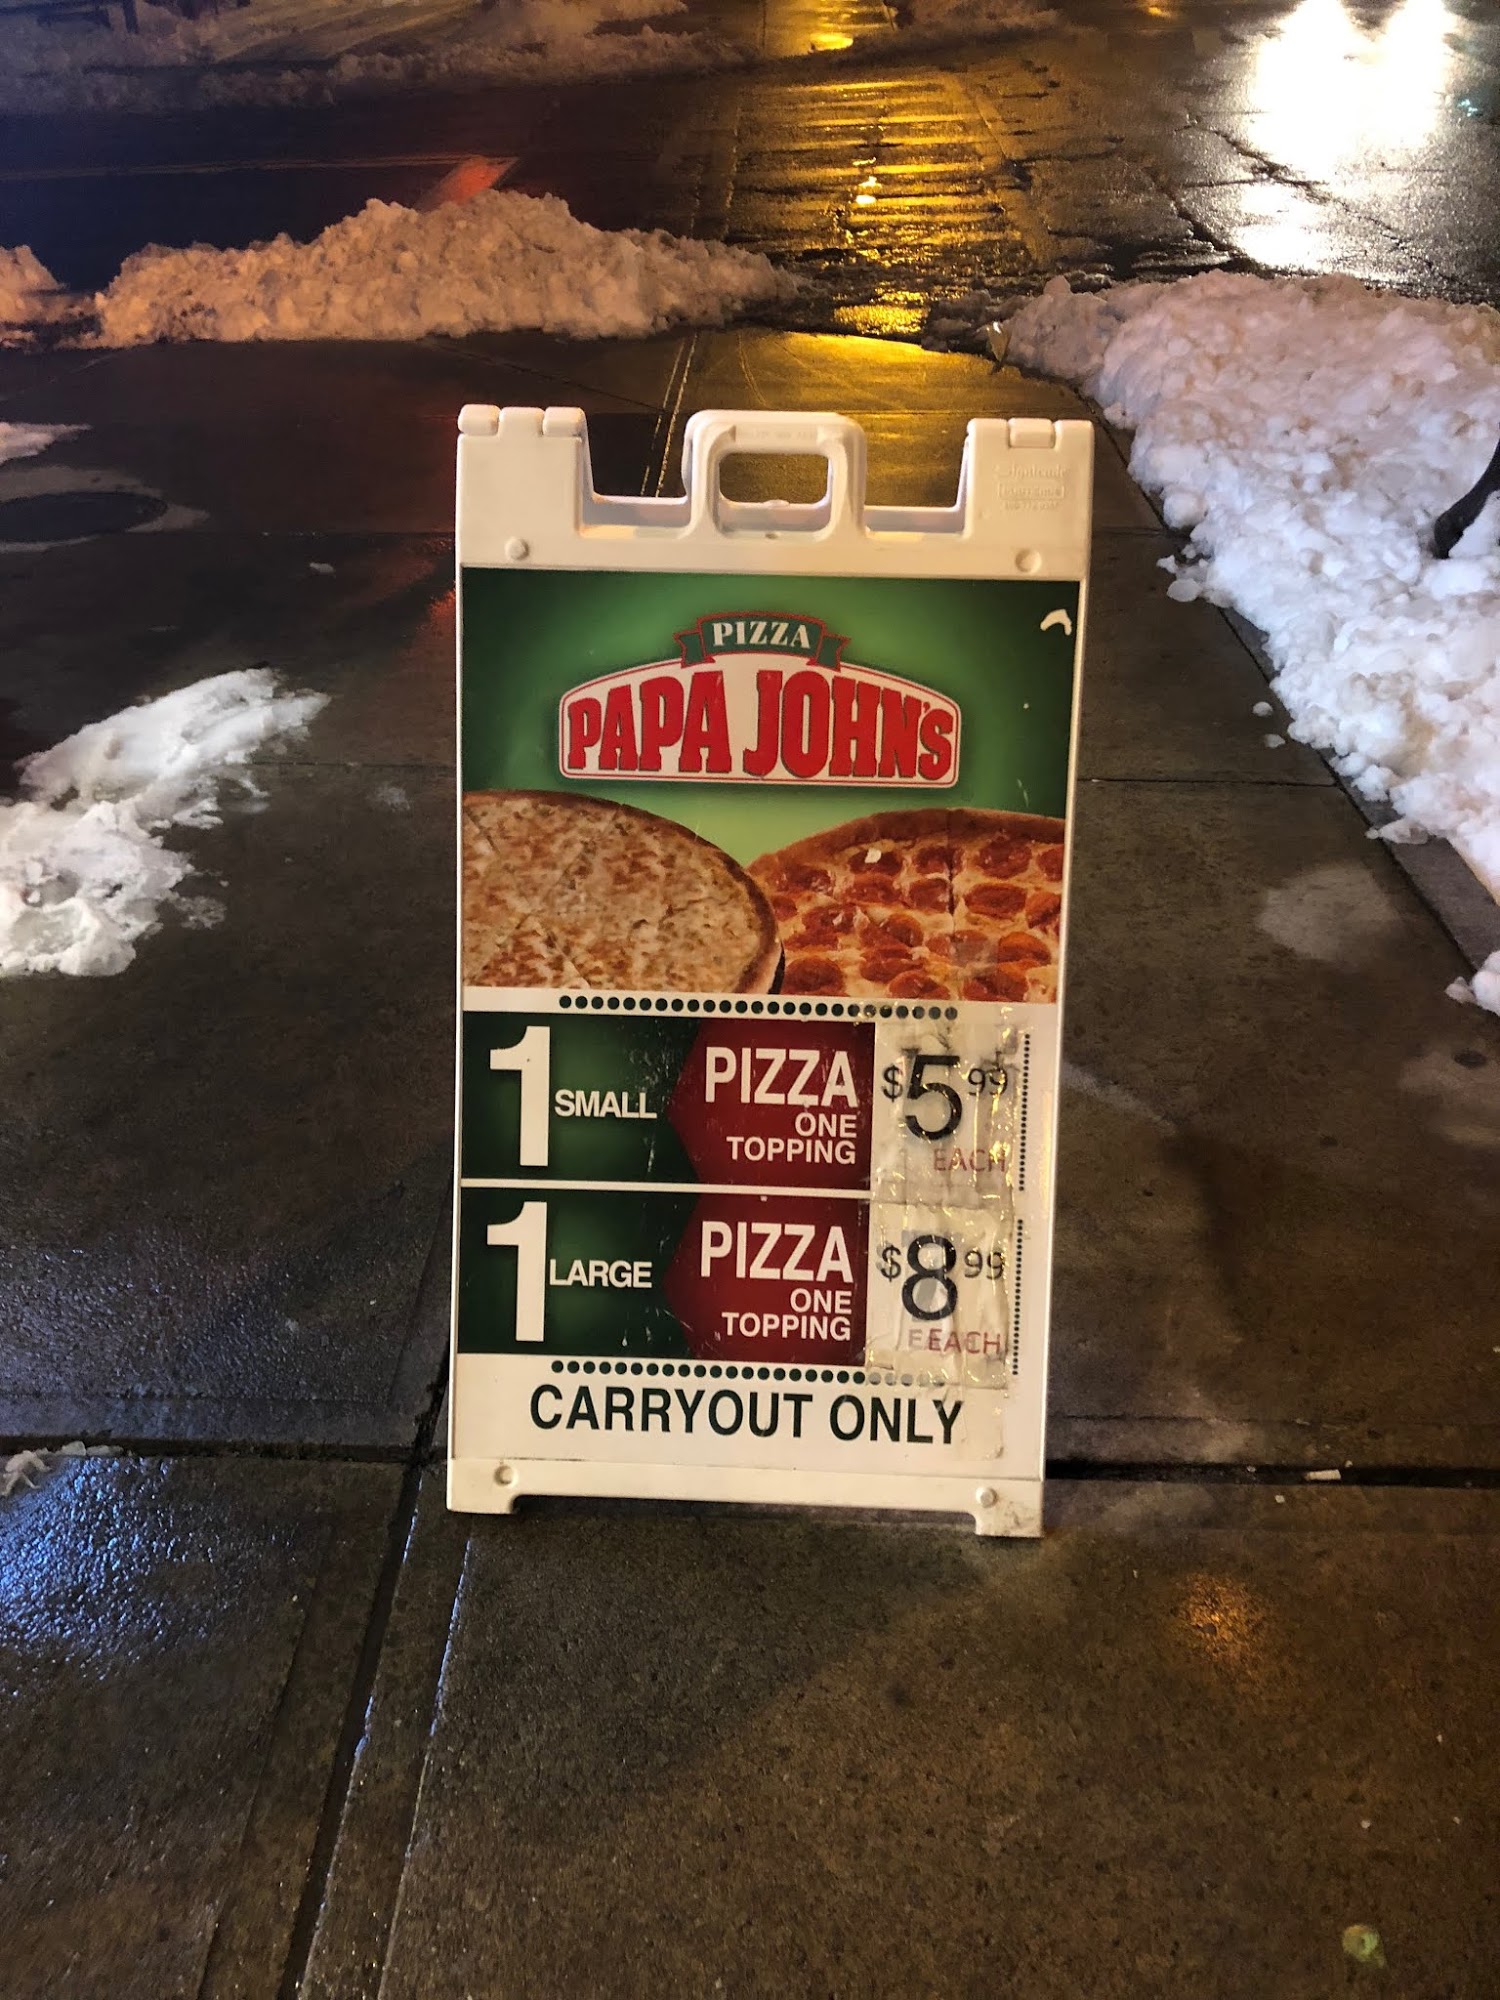 PIZZA
PAPA JOHN'S
1 SMALL
PIZZA
ONE
TOPPING
$5 99
EACH
1 LARGE
PIZZA
ONE
TOPPING
$8 99
EACH
CARRYOUT ONLY